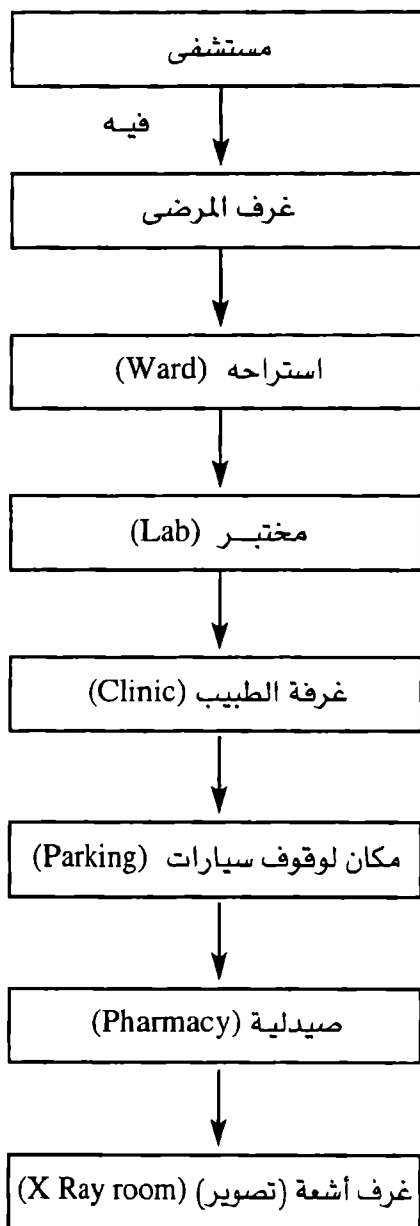 مستشفى
فيه
غرف المرضى
استراحه (Ward)
مختبر (Lab)
غرفة الطبيب (Clinic)
مكان لوقوف سيارات (Parking)
صيدلية (Pharmacy)
غرف أشعة (تصوير) (X Ray room)